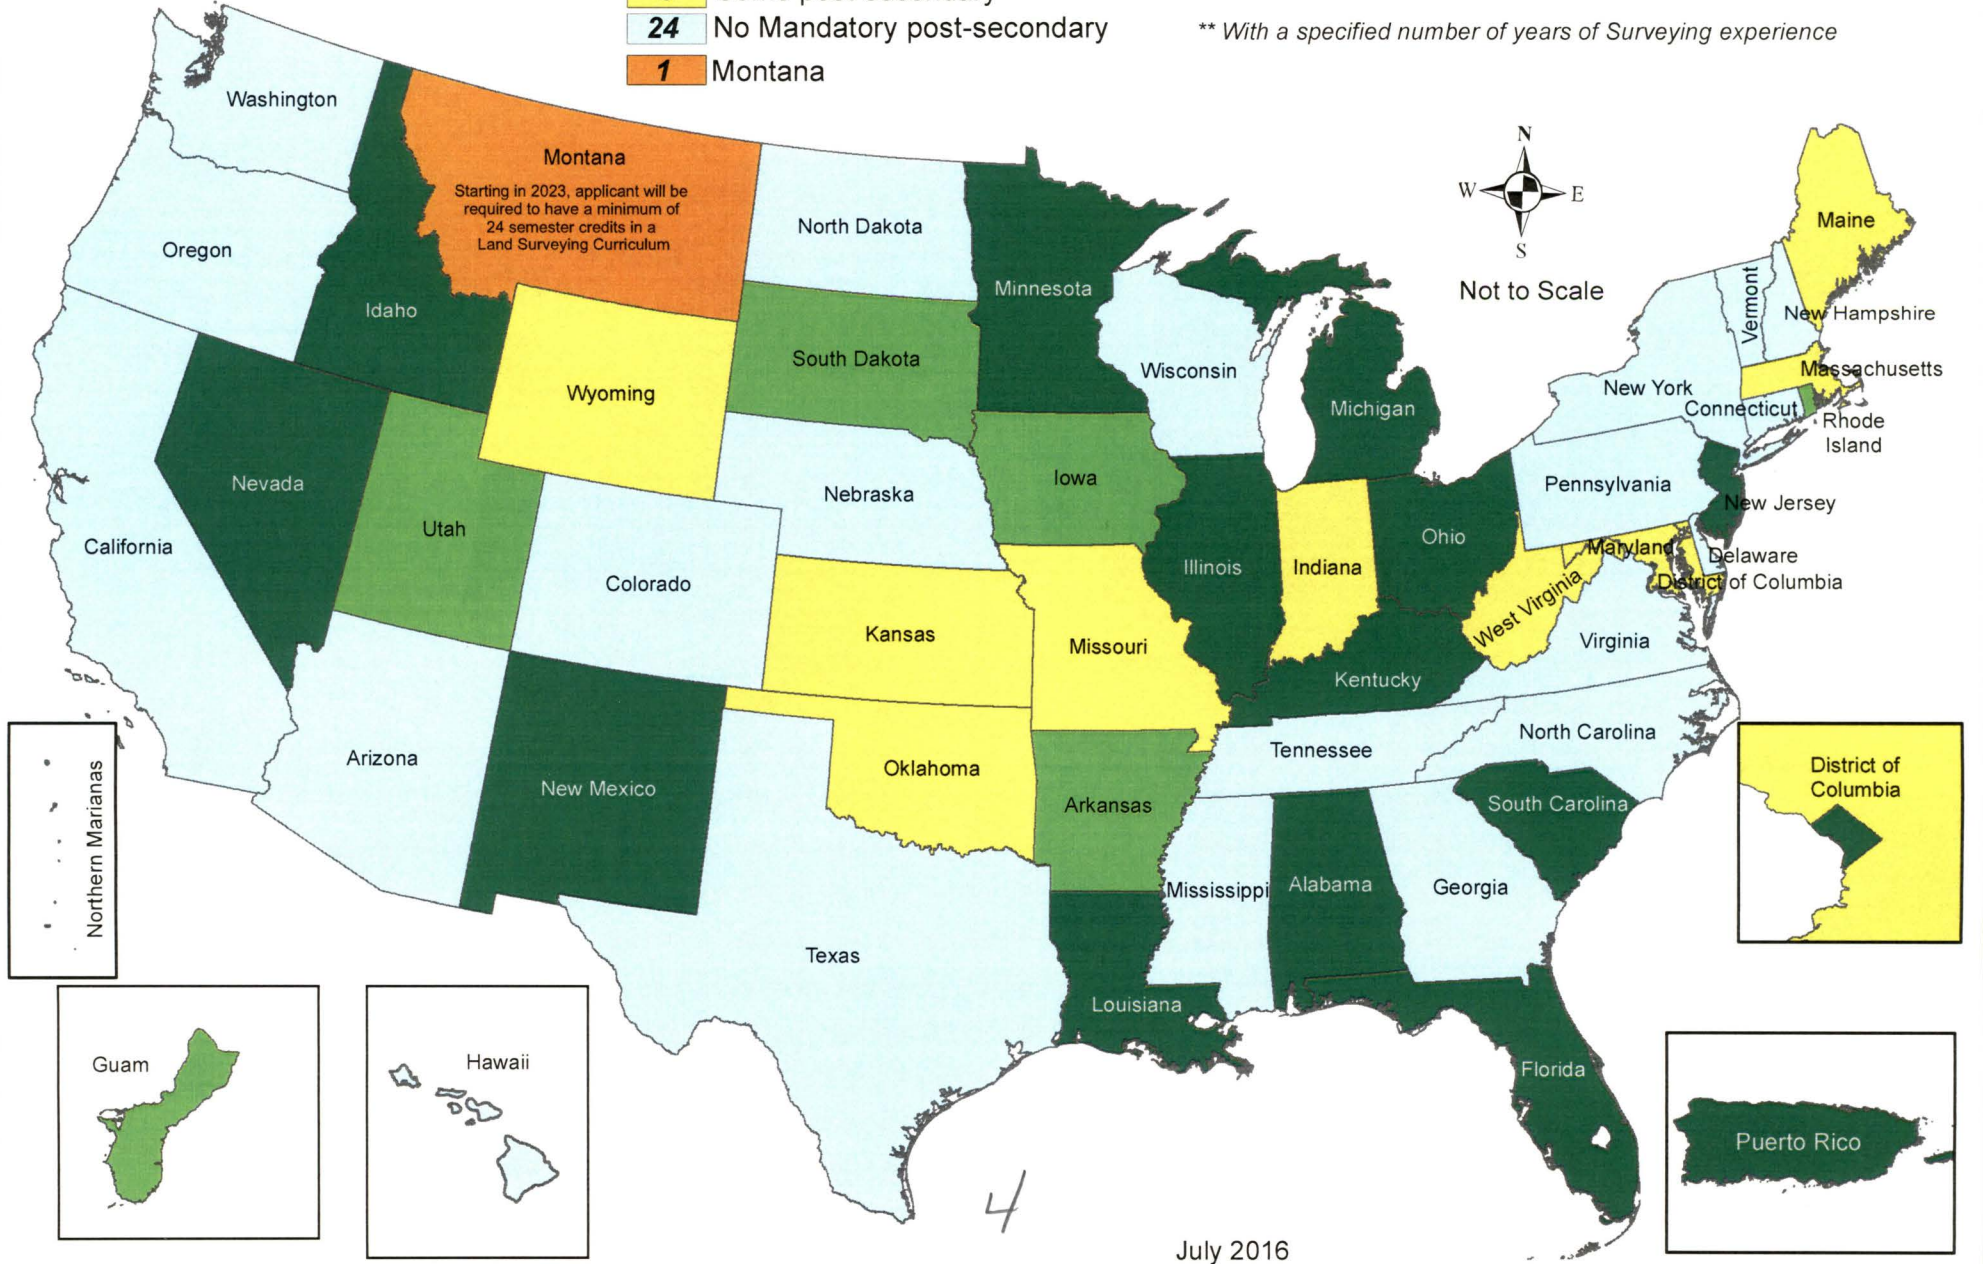 24 No Mandatory post-secondary
** With a specified number of years of Surveying experience
1 Montana
Washington
Montana
Starting in 2023, applicant will be
required to have a minimum of
24 semester credits in a
Land Surveying Curriculum
North Dakota
Oregon
Idaho
Minnesota
N
W
E
S
Not to Scale
Maine
Vermont
New Hampshire
South Dakota
Wyoming
Wisconsin
Michigan
New York
Massachusetts
Connecticut
Rhode
Island
Nevada
Utah
California
Colorado
Nebraska
Iowa
Illinois
Indiana
Ohio
Pennsylvania
New Jersey
Maryland
Delaware
District of Columbia
West Virginia
Virginia
Kansas
Missouri
Kentucky
Arizona
New Mexico
Oklahoma
Arkansas
Tennessee
North Carolina
South Carolina
District of
Columbia
Northern Marianas
Texas
Mississippi
Alabama
Georgia
Louisiana
Florida
Guam
Hawaii
Puerto Rico
4
July 2016